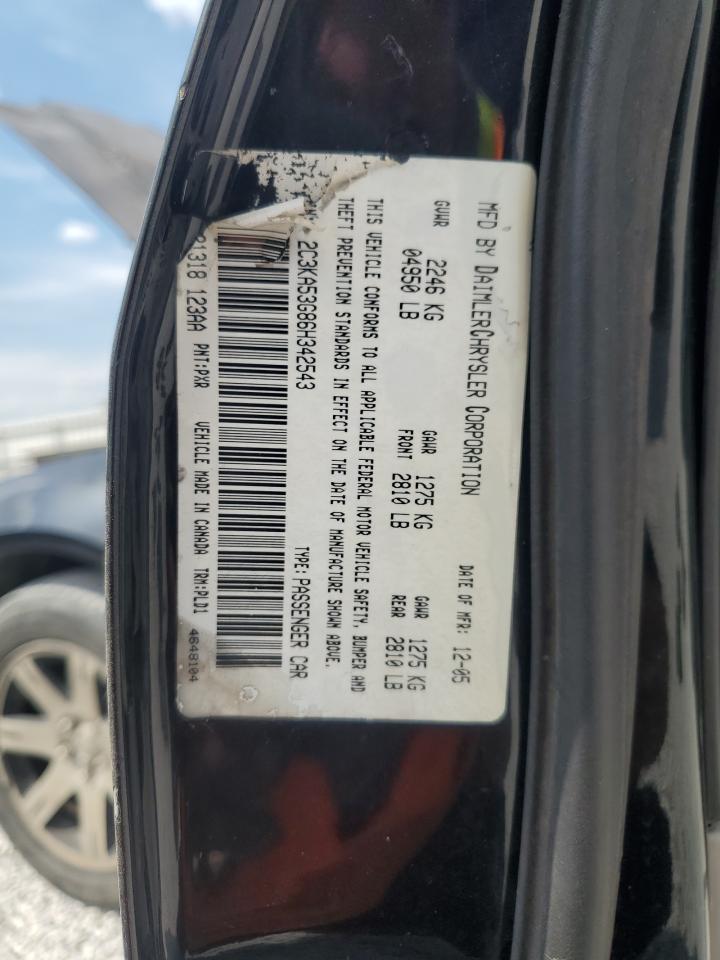 MFD BY DAIMLERCHRYSLER CORPORATION DATE OF MFR: 12-05
GVWR 2246 KG GAWR 1275 KG GAWR 1275 KG
04950 LB FRONT 2810 LB REAR 2810 LB
THIS VEHICLE CONFORMS TO ALL APPLICABLE FEDERAL MOTOR VEHICLE SAFETY, BUMPER AND
THEFT PREVENTION STANDARDS IN EFFECT ON THE DATE OF MANUFACTURE SHOWN ABOVE.
2C3KA53G86H342543 TYPE: PASSENGER CAR
21318 123AA PNT:PXR VEHICLE MADE IN CANADA TRM:PLD1 4648104